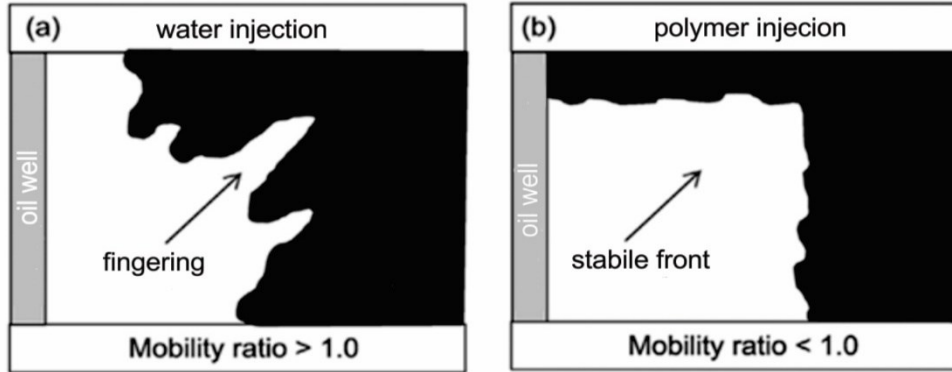 (a) water injection
oil well
fingering
Mobility ratio > 1.0
(b) polymer injecion
oil well
stabile front
Mobility ratio < 1.0